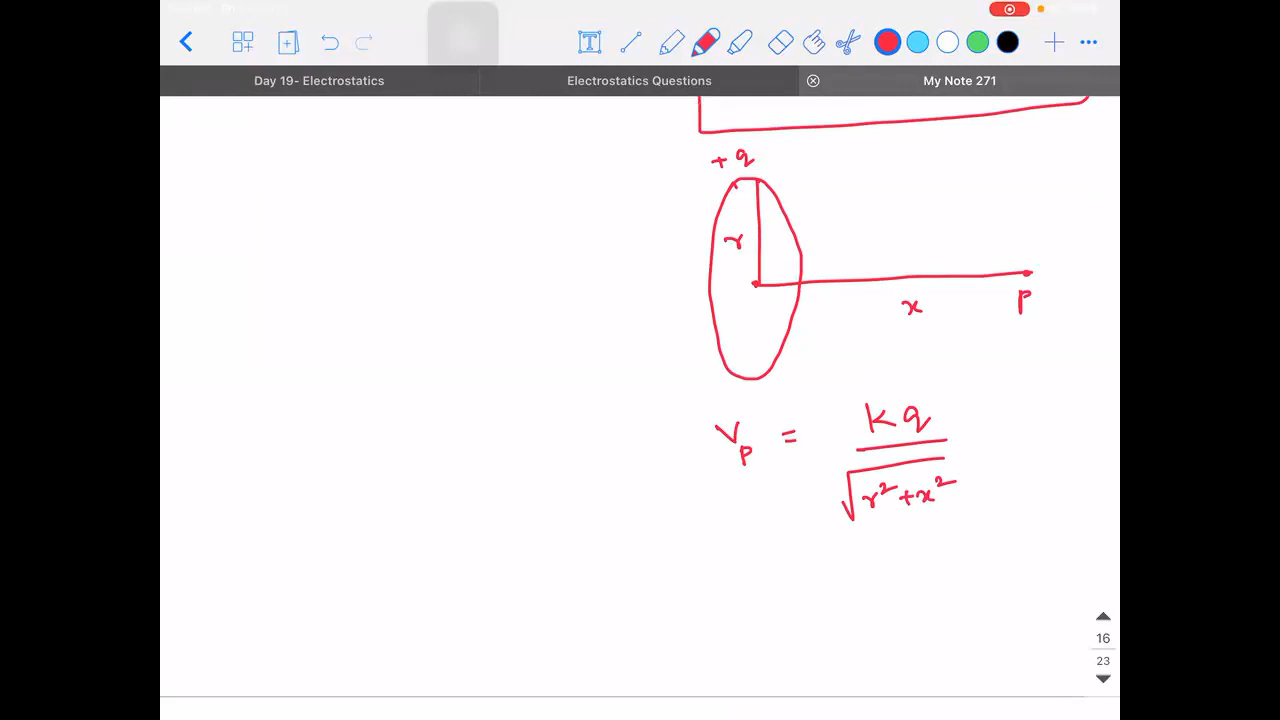 Day 19- Electrostatics
Electrostatics Questions
My Note 271
+q
r
x
P
V_P = Kq / √(r²+x²)
16
23